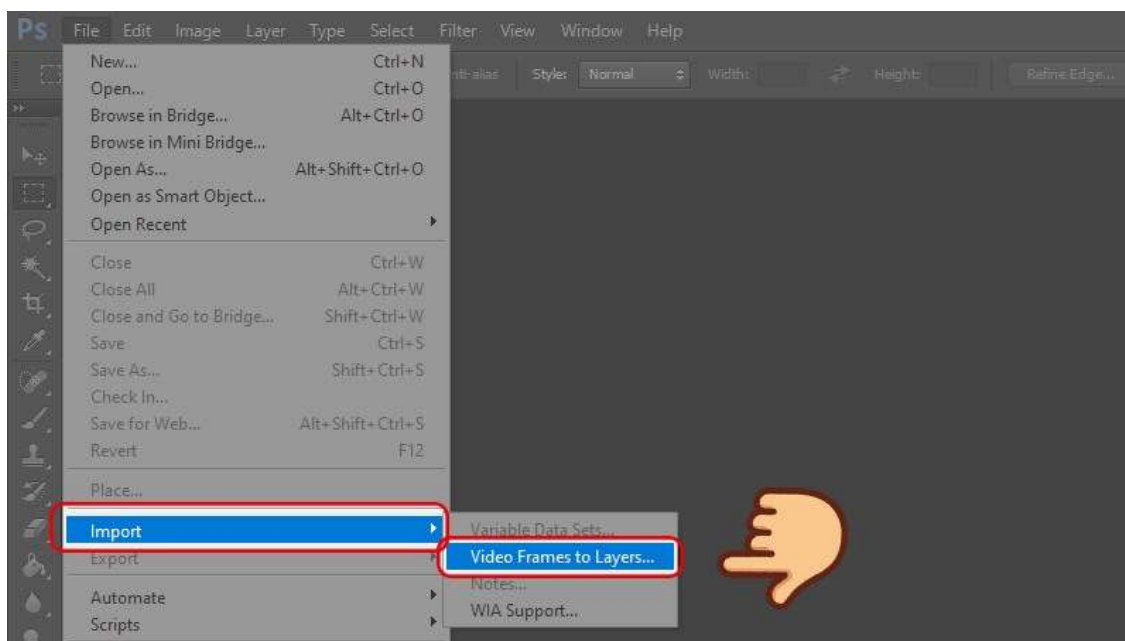 Ps File Edit Image Layer Type Select Filter View Window Help
nti-alias Style: Normal Width: Height: Refine Edge...
New... Ctrl+N
Open... Ctrl+O
Browse in Bridge... Alt+Ctrl+O
Browse in Mini Bridge...
Open As... Alt+Shift+Ctrl+O
Open as Smart Object...
Open Recent
Close Ctrl+W
Close All Alt+Ctrl+W
Close and Go to Bridge... Shift+Ctrl+W
Save Ctrl+S
Save As... Shift+Ctrl+S
Check In...
Save for Web... Alt+Shift+Ctrl+S
Revert F12
Place...
Import
Variable Data Sets...
Export
Video Frames to Layers...
Notes...
Automate
WIA Support...
Scripts